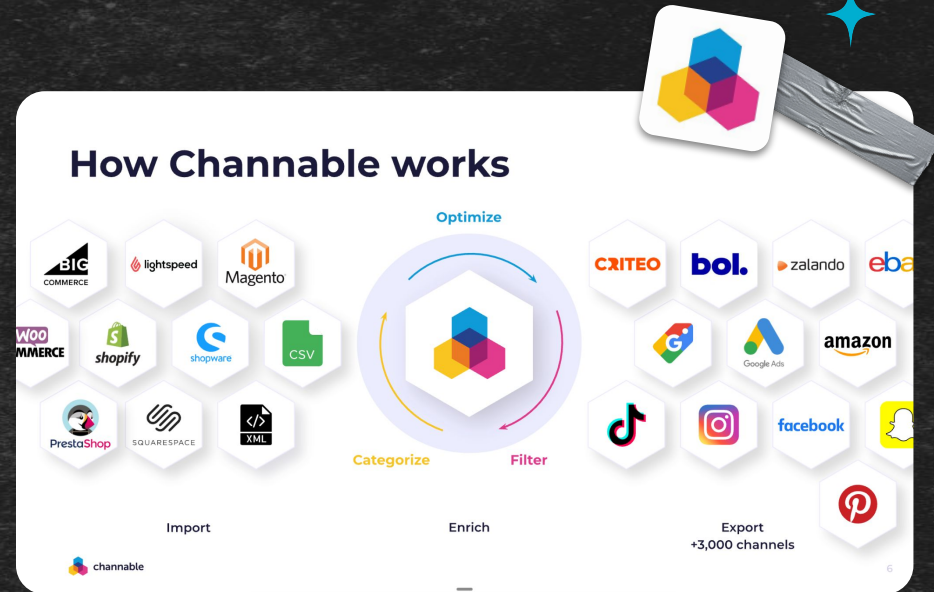 How Channable works
Optimize
BIG
COMMERCE
lightspeed
Magento
CRITEO
bol.
zalando
eba
WOO
MMERCE
shopify
shopware
CSV
G
Google Ads
amazon
PrestaShop
SQUARESPACE
</>
XML
facebook
Categorize
Filter
Import
Enrich
Export
+3,000 channels
channable
6